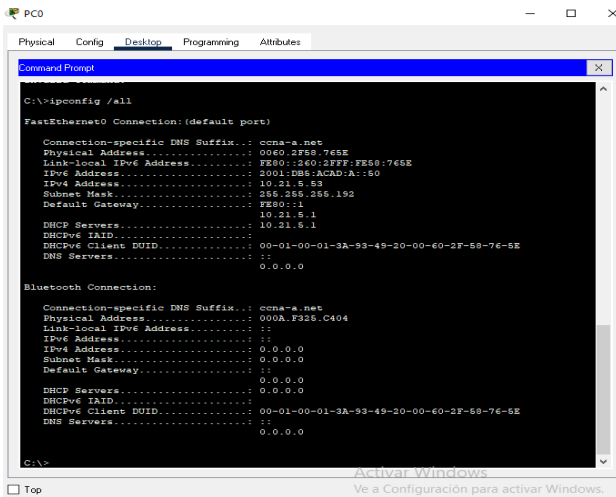 PC0
Physical Config Desktop Programming Attributes
Command Prompt
C:\>ipconfig /all
FastEthernet0 Connection:(default port)
Connection-specific DNS Suffix..: ccna-a.net
Physical Address................: 0060.2F58.765E
Link-local IPv6 Address.........: FE80::260:2FFF:FE58:765E
IPv6 Address....................: 2001:DB5:ACAD:A::50
IPv4 Address....................: 10.21.5.53
Subnet Mask.....................: 255.255.255.192
Default Gateway.................: FE80::1
10.21.5.1
DHCP Servers....................: 10.21.5.1
DHCPv6 IAID.....................:
DHCPv6 Client DUID..............: 00-01-00-01-3A-93-49-20-00-60-2F-58-76-5E
DNS Servers.....................: ::
0.0.0.0
Bluetooth Connection:
Connection-specific DNS Suffix..: ccna-a.net
Physical Address................: 000A.F325.C404
Link-local IPv6 Address.........: ::
IPv6 Address....................: ::
IPv4 Address....................: 0.0.0.0
Subnet Mask.....................: 0.0.0.0
Default Gateway.................: ::
0.0.0.0
DHCP Servers....................: 0.0.0.0
DHCPv6 IAID.....................:
DHCPv6 Client DUID..............: 00-01-00-01-3A-93-49-20-00-60-2F-58-76-5E
DNS Servers.....................: ::
0.0.0.0
C:\>
Activar Windows
Top
Ve a Configuración para activar Windows.